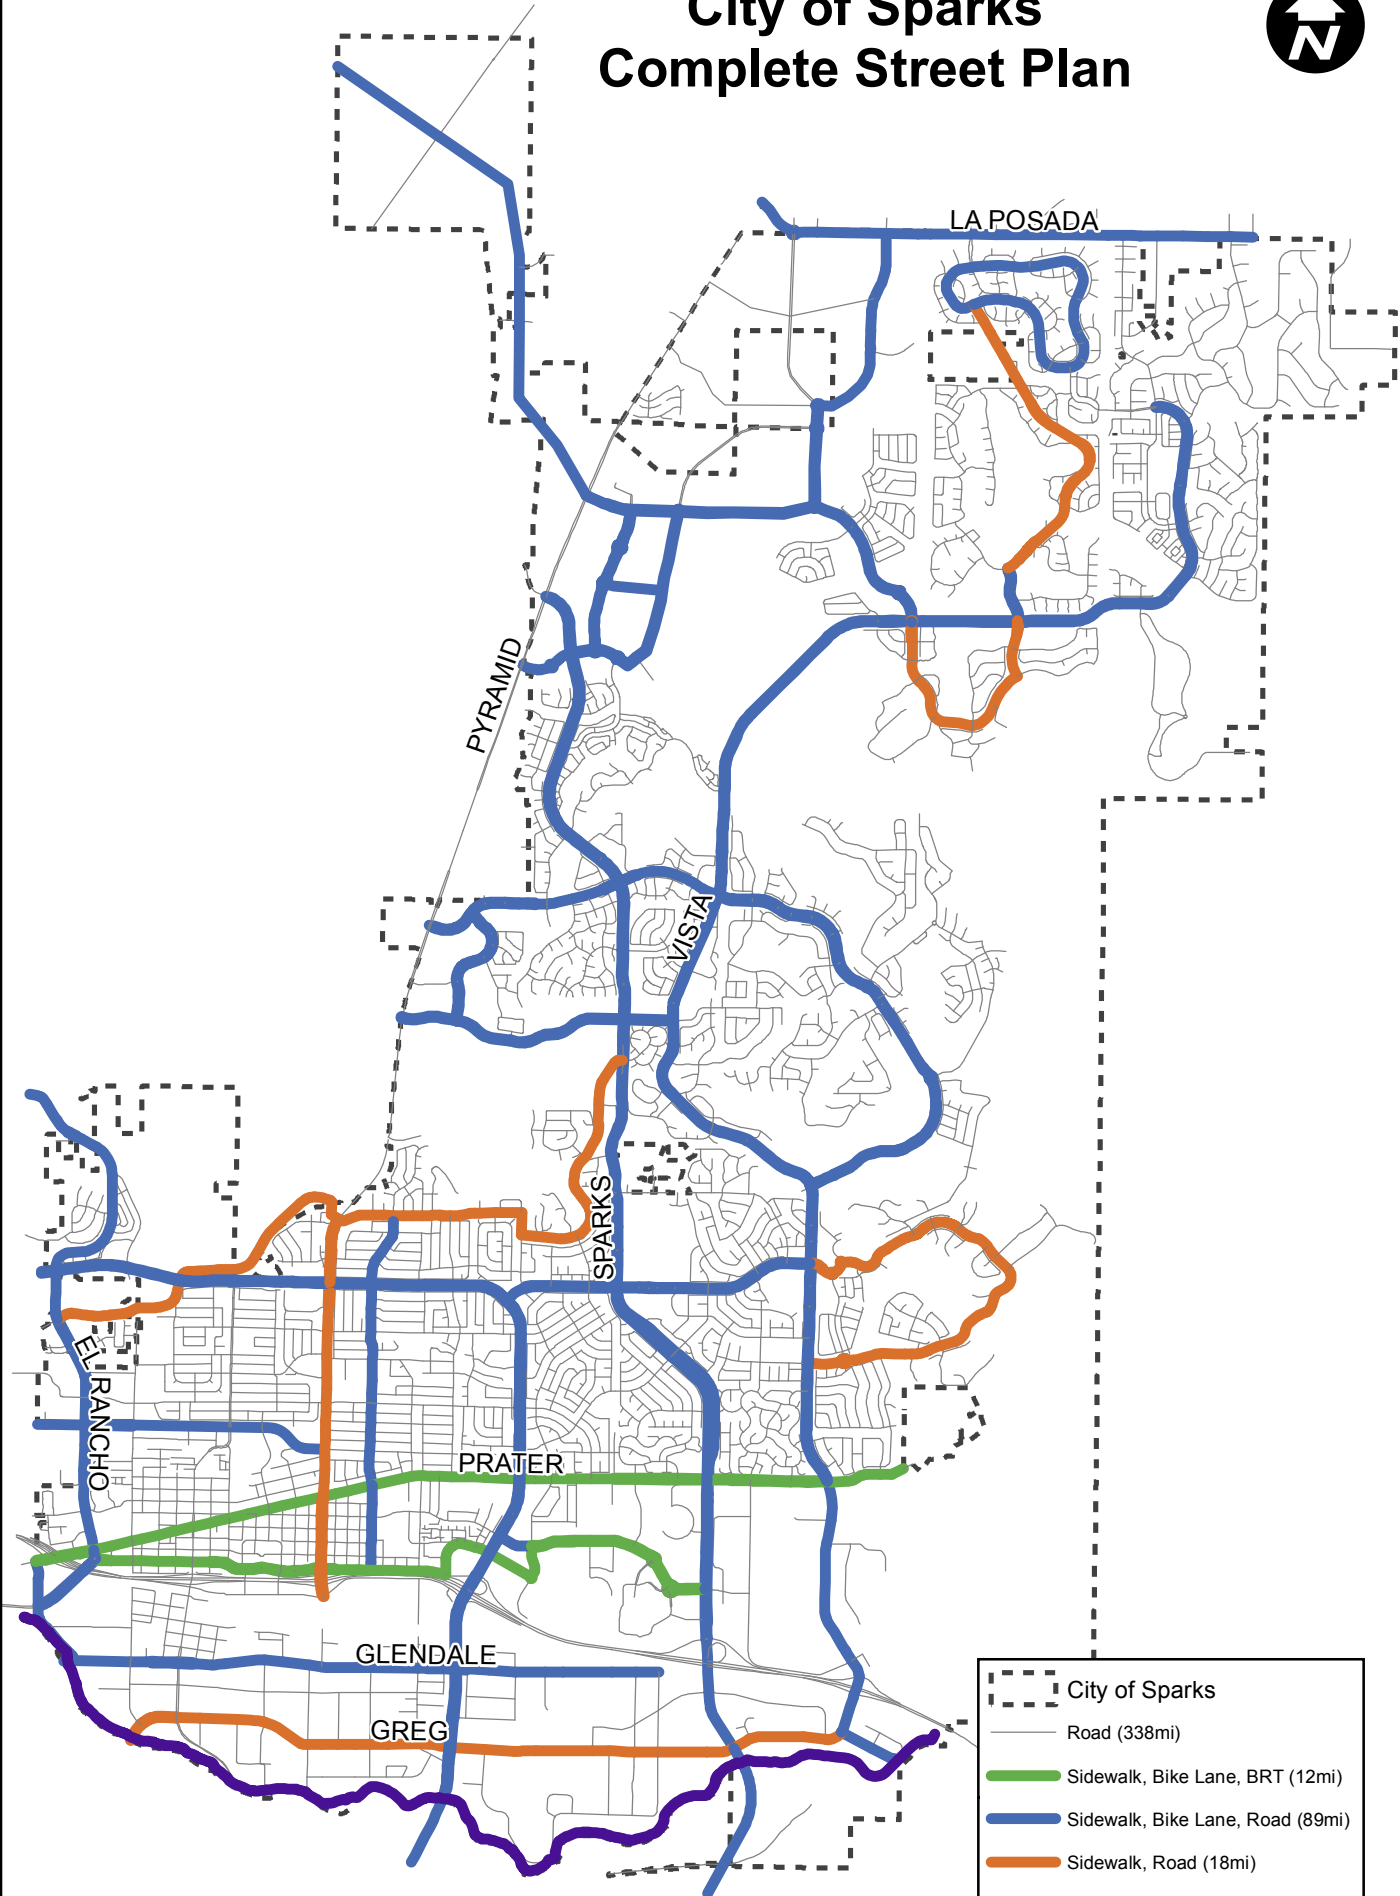 City of Sparks
Complete Street Plan
N
LA POSADA
PYRAMID
VISTA
SPARKS
EL RANCHO
PRATER
GLENDALE
GREG
City of Sparks
Road (338mi)
Sidewalk, Bike Lane, BRT (12mi)
Sidewalk, Bike Lane, Road (89mi)
Sidewalk, Road (18mi)